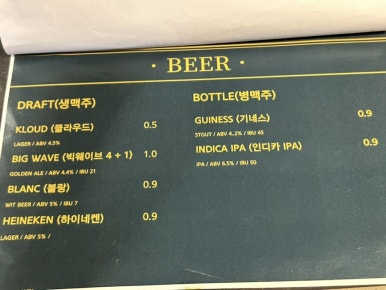 · BEER ·
DRAFT(생맥주)
KLOUD (클라우드) 0.5
LAGER / ABV 4.5%
BIG WAVE (빅웨이브 4 + 1) 1.0
GOLDEN ALE / ABV 4.4% / IBU 21
BLANC (블랑) 0.9
WIT BEER / ABV 5% / IBU 7
HEINEKEN (하이네켄) 0.9
LAGER / ABV 5% /
BOTTLE(병맥주)
GUINESS (기네스) 0.9
STOUT / ABV 4.2% / IBU 45
INDICA IPA (인디카 IPA) 0.9
IPA / ABV 6.5% / IBU 50